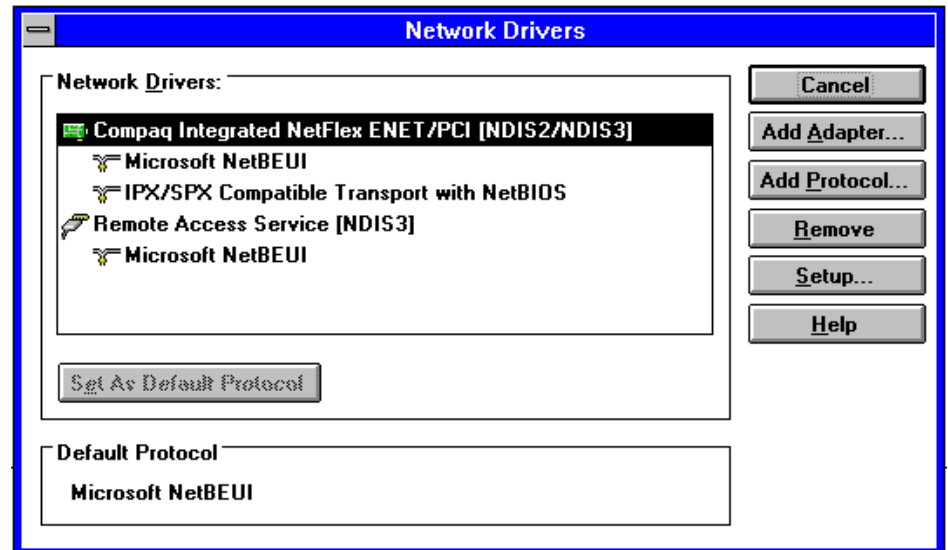 Network Drivers
Network Drivers:
Compaq Integrated NetFlex ENET/PCI [NDIS2/NDIS3]
Microsoft NetBEUI
IPX/SPX Compatible Transport with NetBIOS
Remote Access Service [NDIS3]
Microsoft NetBEUI
Set As Default Protocol
Default Protocol
Microsoft NetBEUI
Cancel
Add Adapter...
Add Protocol...
Remove
Setup...
Help